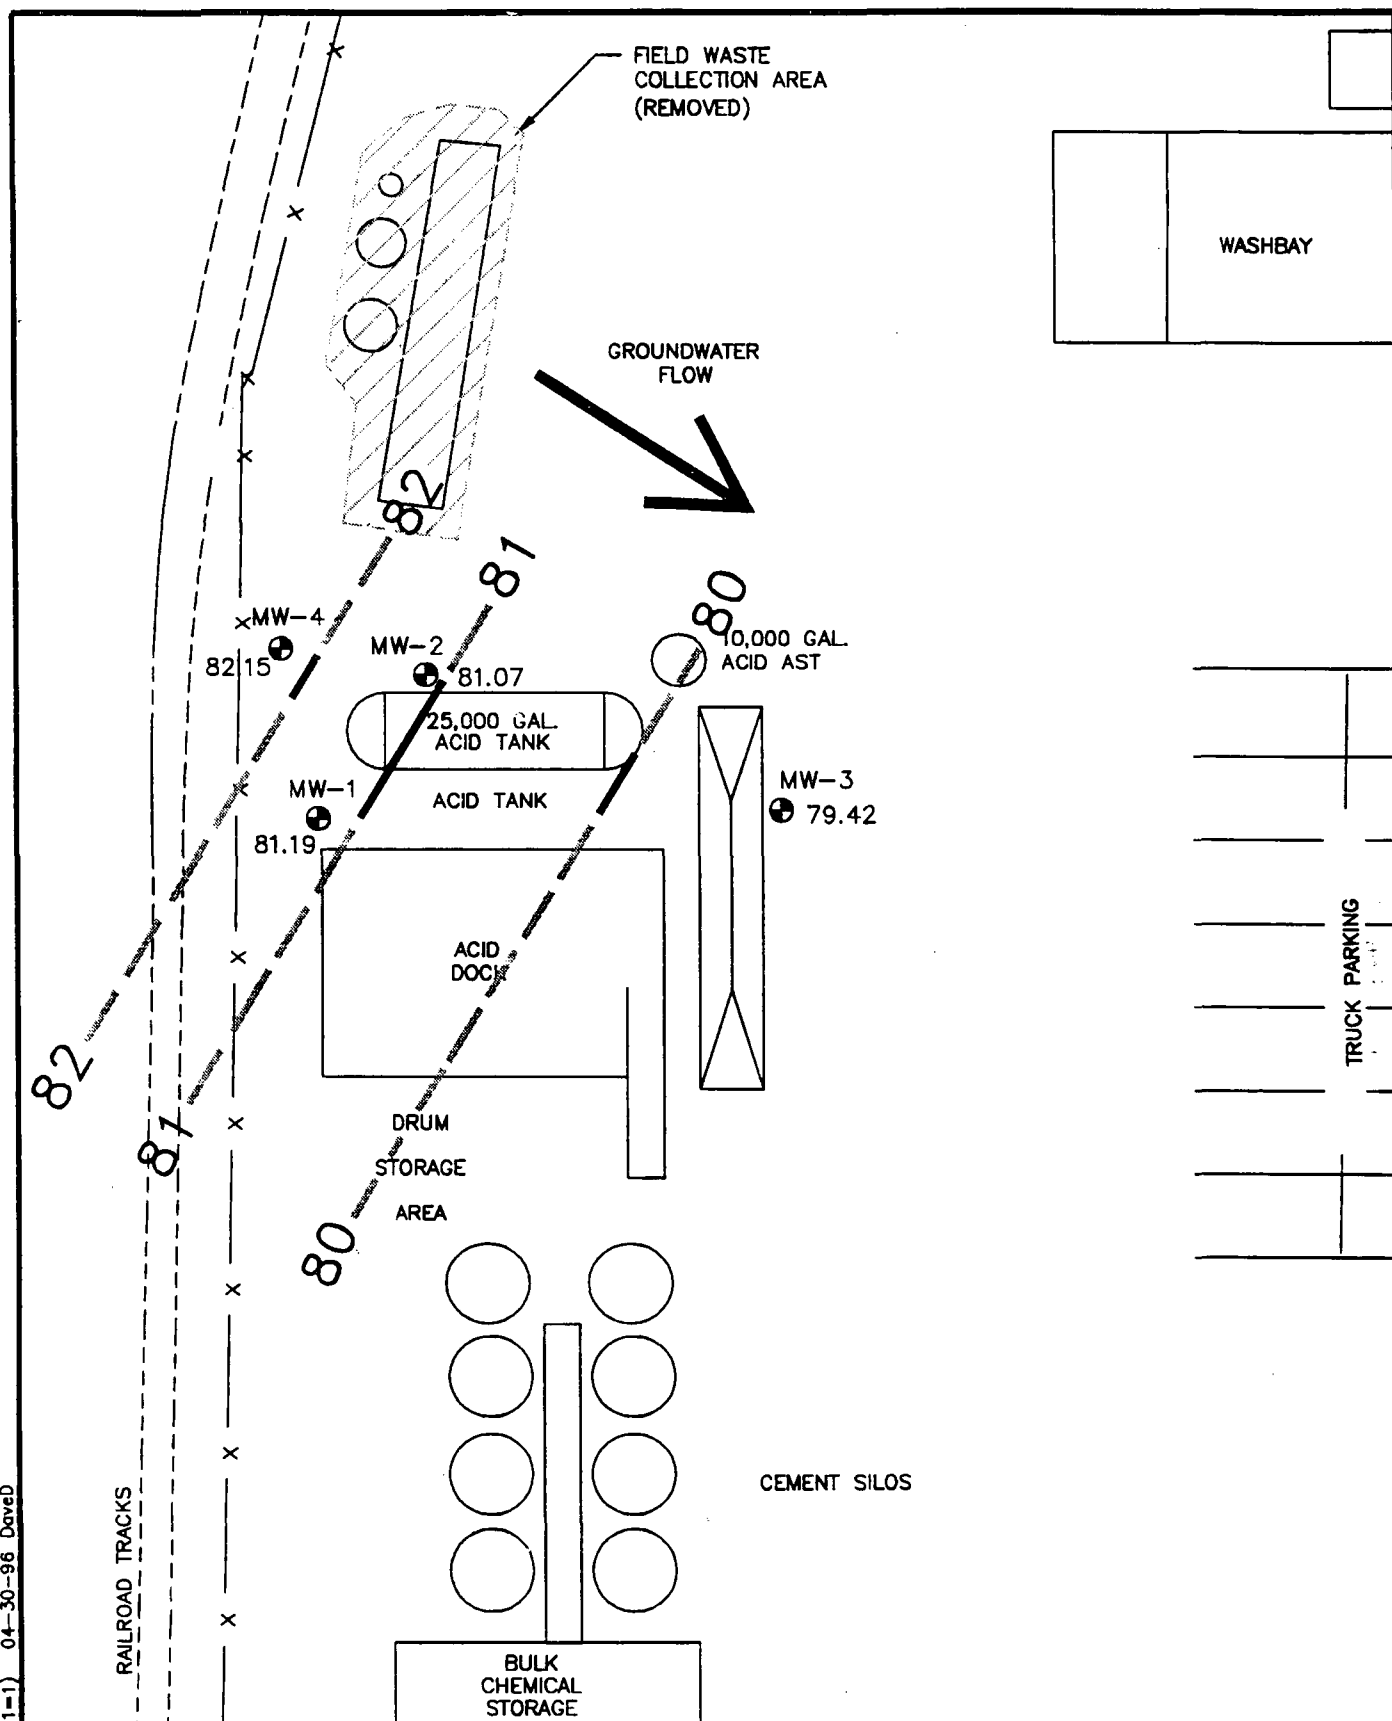 FIELD WASTE
COLLECTION AREA
(REMOVED)
WASHBAY
GROUNDWATER
FLOW
82
81
80
MW-4
82.15
MW-2
81.07
10,000 GAL.
ACID AST
25,000 GAL.
ACID TANK
MW-1
81.19
ACID TANK
MW-3
79.42
ACID
DOCK
TRUCK PARKING
82
81
80
DRUM
STORAGE
AREA
CEMENT SILOS
RAILROAD TRACKS
BULK
CHEMICAL
STORAGE
1=1) 04-30-96 DaveD